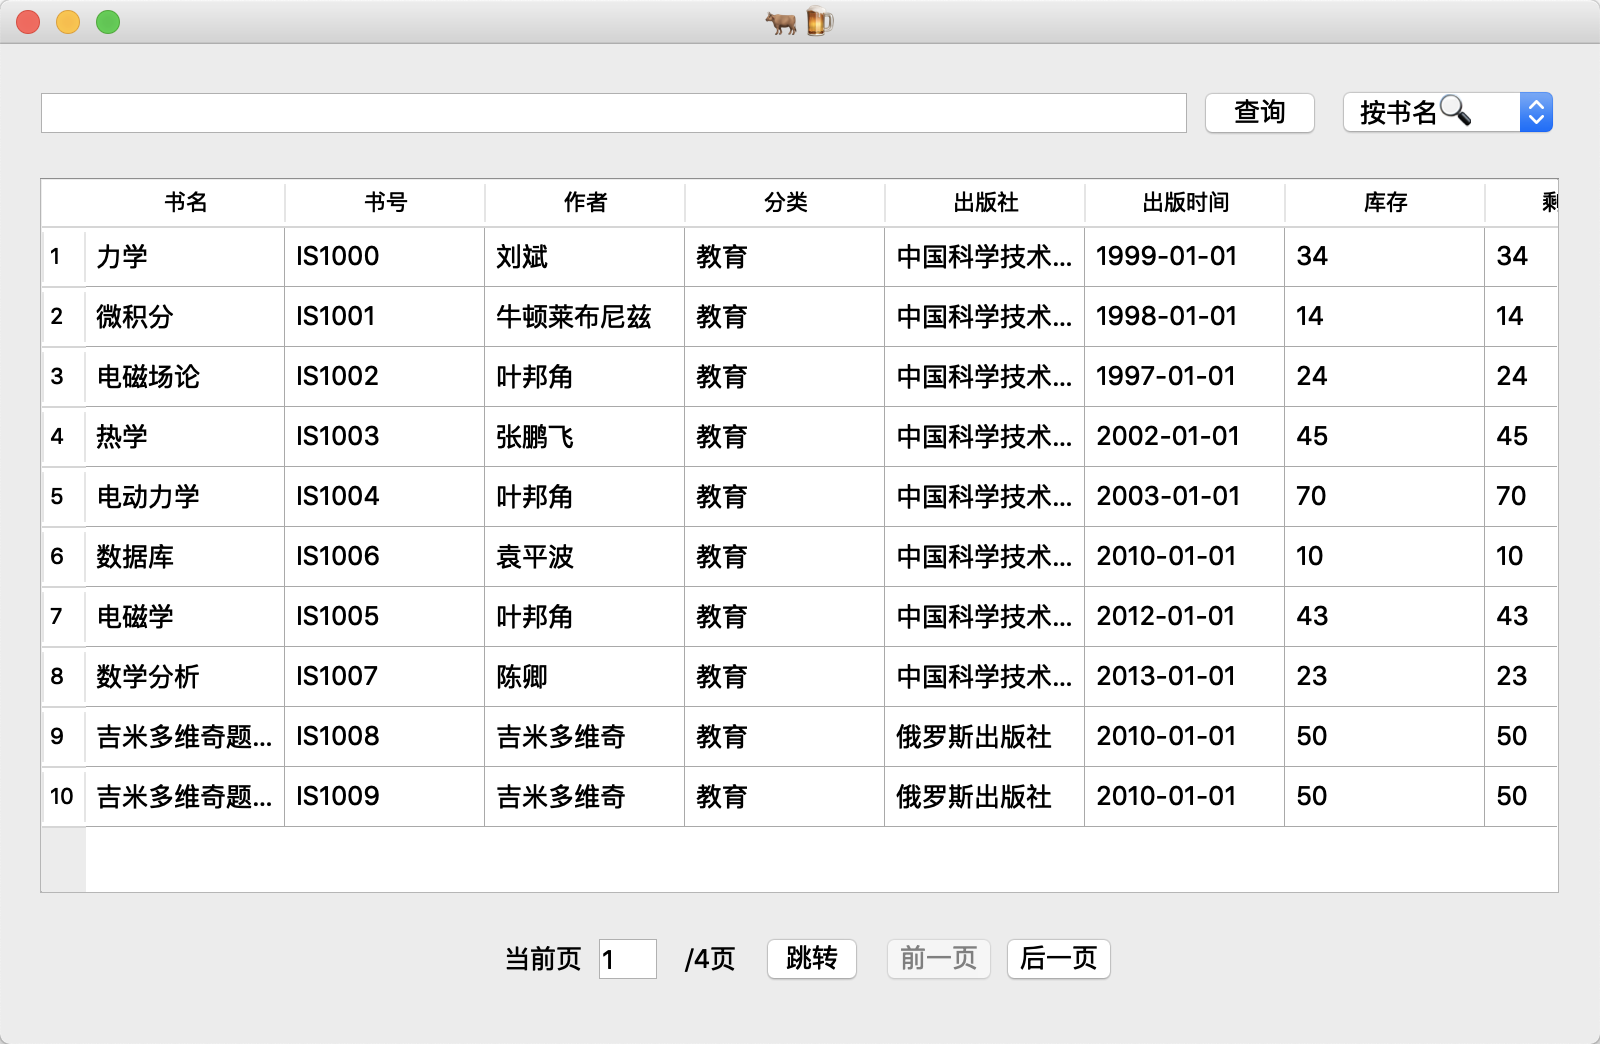 查询 按书名
书名 书号 作者 分类 出版社 出版时间 库存
1 力学 IS1000 刘斌 教育 中国科学技术... 1999-01-01 34 34
2 微积分 IS1001 牛顿莱布尼兹 教育 中国科学技术... 1998-01-01 14 14
3 电磁场论 IS1002 叶邦角 教育 中国科学技术... 1997-01-01 24 24
4 热学 IS1003 张鹏飞 教育 中国科学技术... 2002-01-01 45 45
5 电动力学 IS1004 叶邦角 教育 中国科学技术... 2003-01-01 70 70
6 数据库 IS1006 袁平波 教育 中国科学技术... 2010-01-01 10 10
7 电磁学 IS1005 叶邦角 教育 中国科学技术... 2012-01-01 43 43
8 数学分析 IS1007 陈卿 教育 中国科学技术... 2013-01-01 23 23
9 吉米多维奇题... IS1008 吉米多维奇 教育 俄罗斯出版社 2010-01-01 50 50
10 吉米多维奇题... IS1009 吉米多维奇 教育 俄罗斯出版社 2010-01-01 50 50
当前页 1 /4页 跳转 前一页 后一页